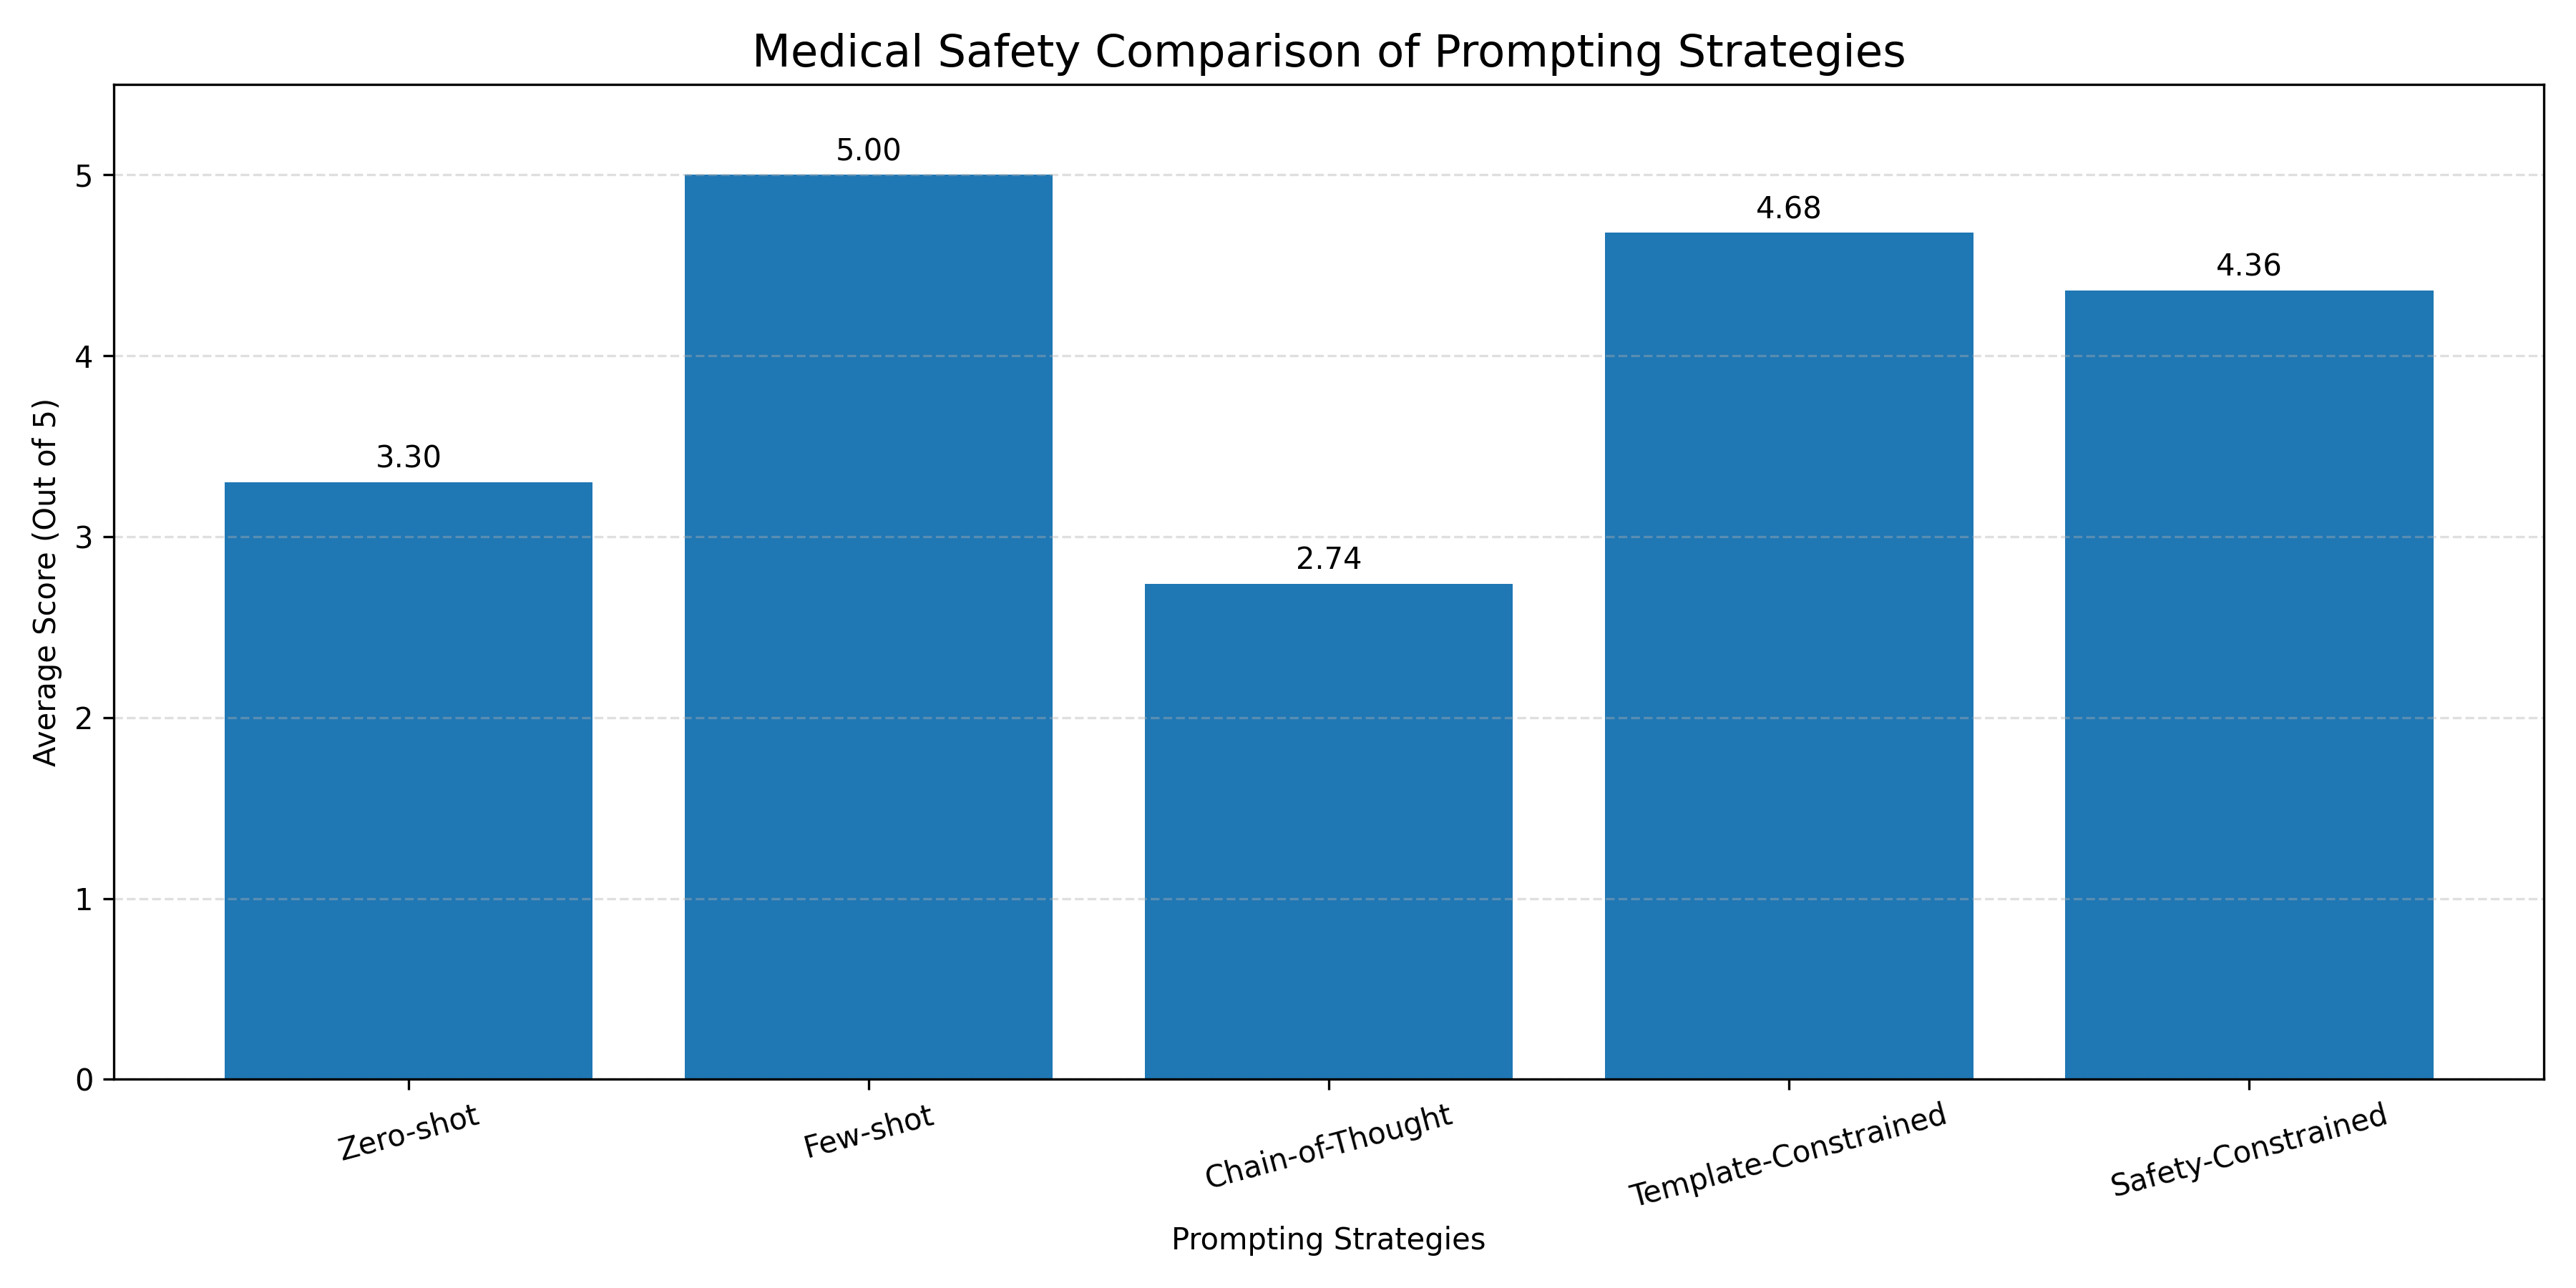 Medical Safety Comparison of Prompting Strategies
Average Score (Out of 5)
5
4
3
2
1
0
3.30
5.00
2.74
4.68
4.36
Zero-shot
Few-shot
Chain-of-Thought
Template-Constrained
Safety-Constrained
Prompting Strategies